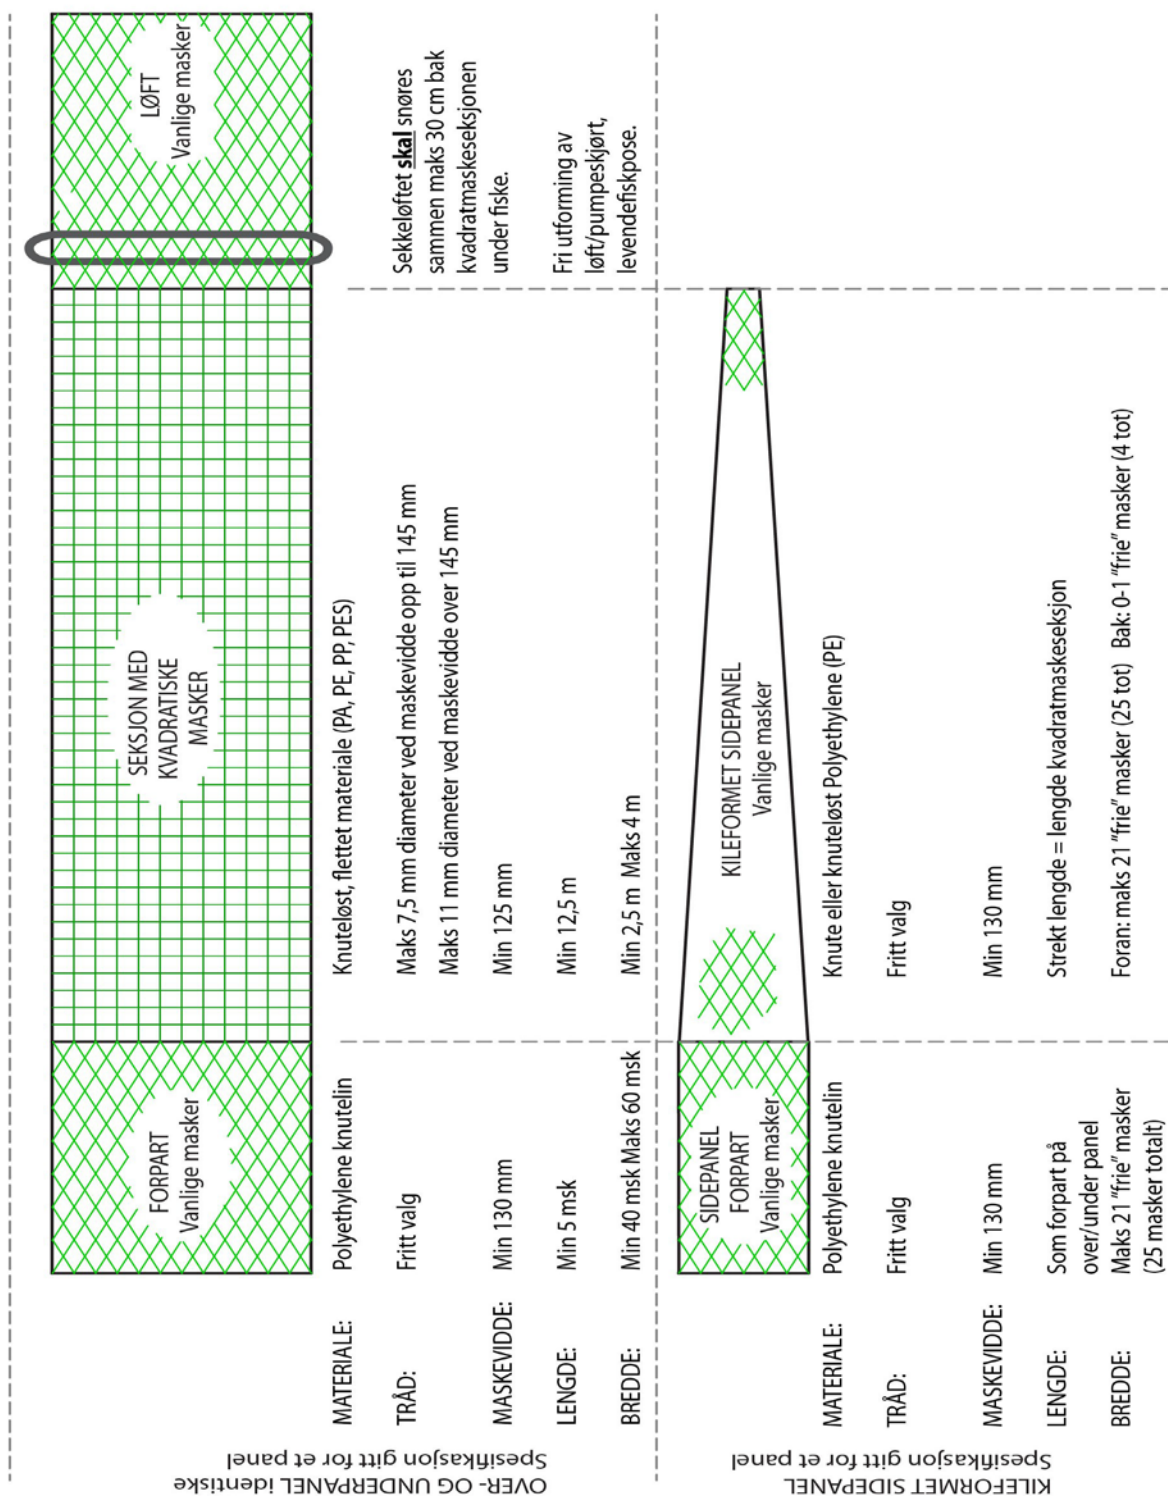 OVER- OG UNDERPANEL identiske
Spesifikasjon gitt for et panel
FORPART
Vanlige masker
SEKSJON MED
KVADRATISKE
MASKER
LØFT
Vanlige masker
MATERIALE:
Polyethylene knutelin
Knuteløst, flettet materiale (PA, PE, PP, PES)
TRÅD:
Fritt valg
Maks 7,5 mm diameter ved maskevidde opp til 145 mm
Maks 11 mm diameter ved maskevidde over 145 mm
MASKEVIDDE:
Min 130 mm
Min 125 mm
LENGDE:
Min 5 msk
Min 12,5 m
BREDDE:
Min 40 msk Maks 60 msk
Min 2,5 m Maks 4 m
Sekkeløftet skal snøres
sammen maks 30 cm bak
kvadratmaskeseksjonen
under fiske.
Fri utforming av
løft/pumpeskjørt,
levendefiskpose.
KILEFORMET SIDEPANEL
Spesifikasjon gitt for et panel
SIDEPANEL
FORPART
Vanlige masker
KILEFORMET SIDEPANEL
Vanlige masker
MATERIALE:
Polyethylene knutelin
Knute eller knuteløst Polyethylene (PE)
TRÅD:
Fritt valg
Fritt valg
MASKEVIDDE:
Min 130 mm
Min 130 mm
LENGDE:
Som forpart på
over/under panel
Strekt lengde = lengde kvadratmaskeseksjon
BREDDE:
Maks 21 "frie" masker
(25 masker totalt)
Foran: maks 21 "frie" masker (25 tot) Bak: 0-1 "frie" masker (4 tot)